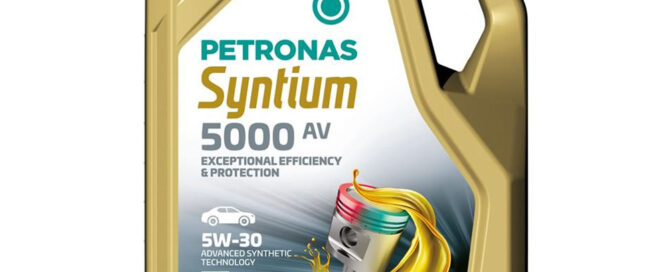 PETRONAS
Syntium
5000 AV
EXCEPTIONAL EFFICIENCY
& PROTECTION
5W-30
ADVANCED SYNTHETIC
TECHNOLOGY